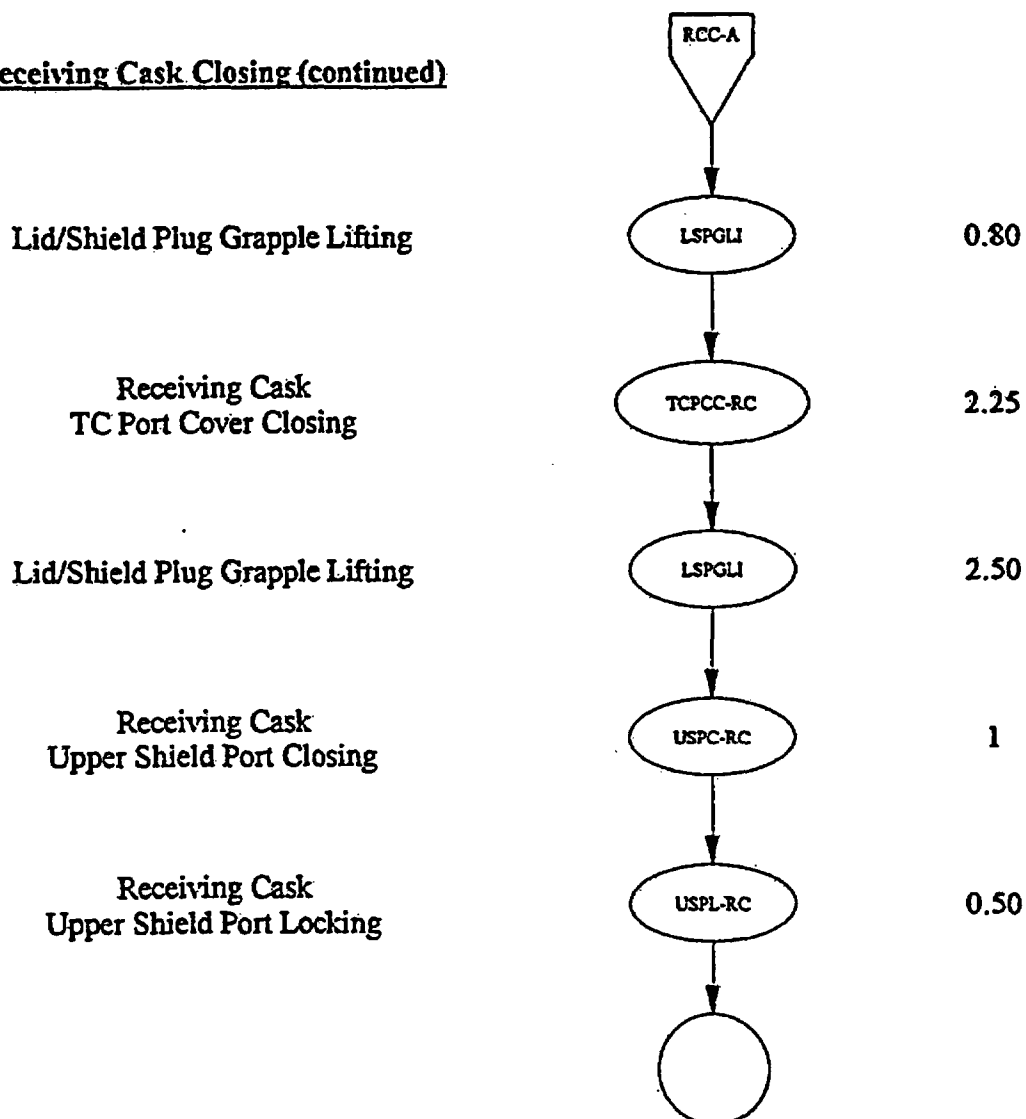 RCC-A
eceiving Cask Closing (continued)
Lid/Shield Plug Grapple Lifting
LSPGLI
0.80
Receiving Cask
TC Port Cover Closing
TCPCC-RC
2.25
Lid/Shield Plug Grapple Lifting
LSPGLI
2.50
Receiving Cask
Upper Shield Port Closing
USPC-RC
1
Receiving Cask
Upper Shield Port Locking
USPL-RC
0.50